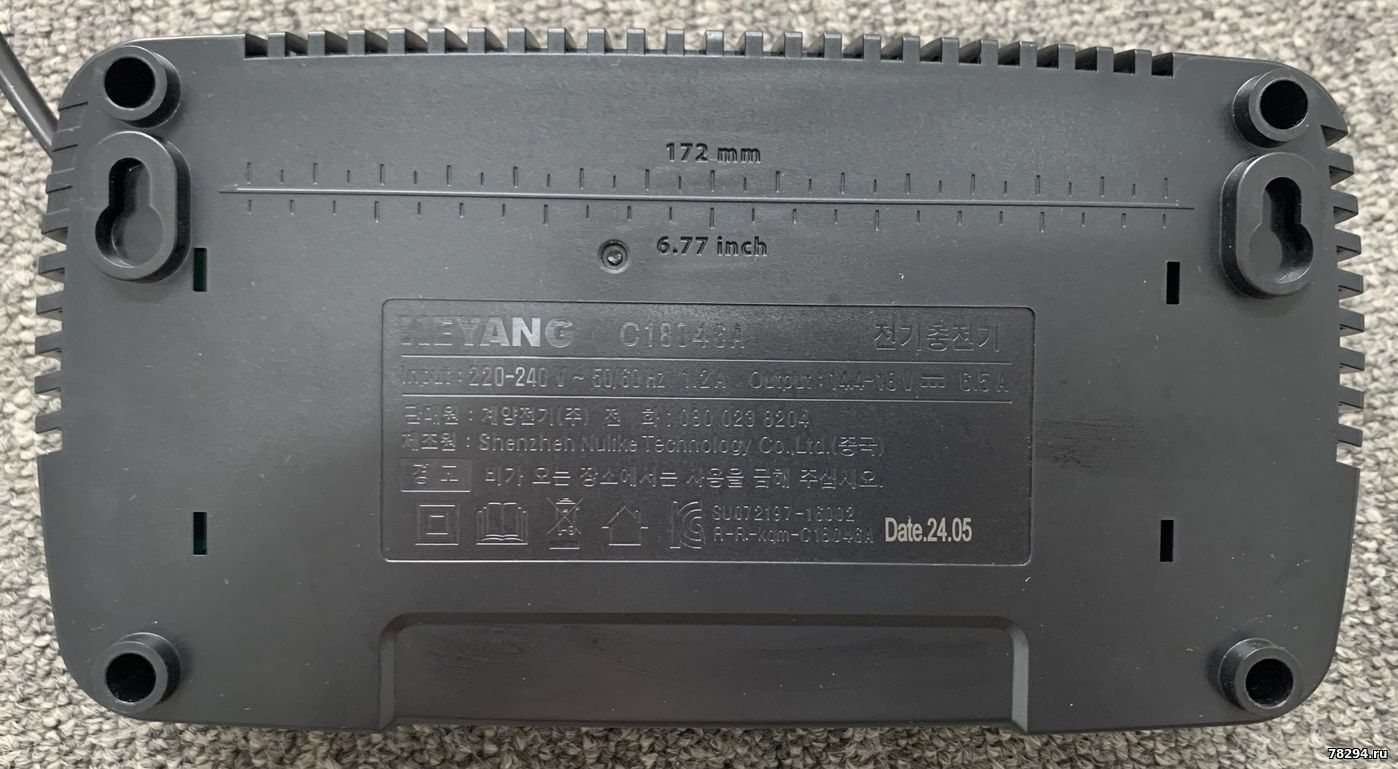 172 mm
6.77 inch
KEYANG C18048A 전기충전기
Input : 220-240 V ~ 50/60 Hz 1.2 A Output : 14.4-18 V ⎓ 6.5 A
판매원 : 계양전기(주) 전 화 : 080 023 8204
제조원 : Shenzhen Nulike Technology Co.,Ltd.(중국)
경 고 비가 오는 장소에서는 사용을 금해 주십시오.
SU072197-16002
R-R-kqm-C18048A
Date.24.05
78294.ru